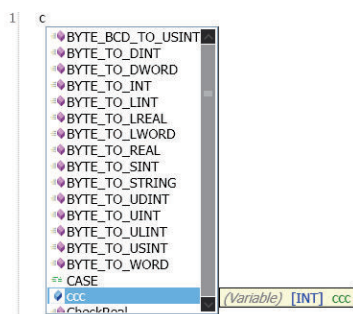 1 c
BYTE_BCD_TO_USINT
BYTE_TO_DINT
BYTE_TO_DWORD
BYTE_TO_INT
BYTE_TO_LINT
BYTE_TO_LREAL
BYTE_TO_LWORD
BYTE_TO_REAL
BYTE_TO_SINT
BYTE_TO_STRING
BYTE_TO_UDINT
BYTE_TO_UINT
BYTE_TO_ULINT
BYTE_TO_USINT
BYTE_TO_WORD
CASE
ccc (Variable) [INT] ccc
CheckReal